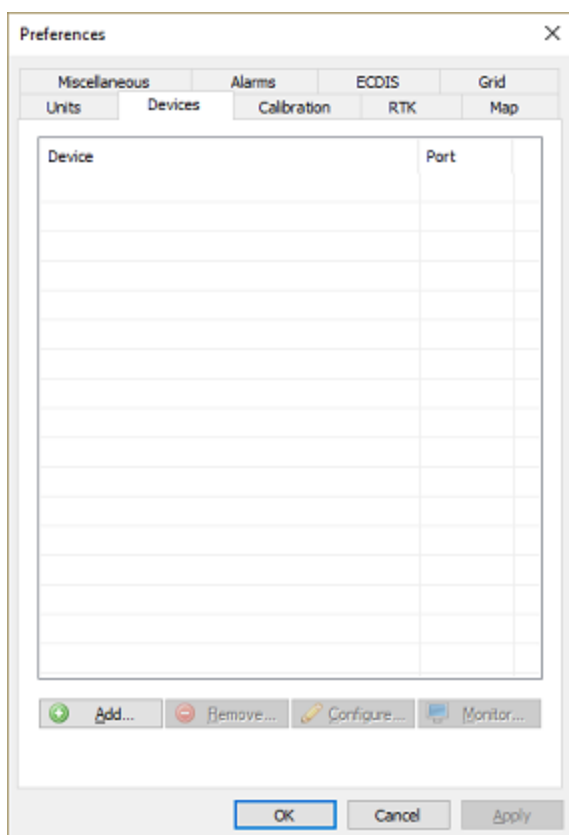 Preferences
Miscellaneous Alarms ECDIS Grid
Units Devices Calibration RTK Map
Device Port
Add... Remove... Configure... Monitor...
OK Cancel Apply